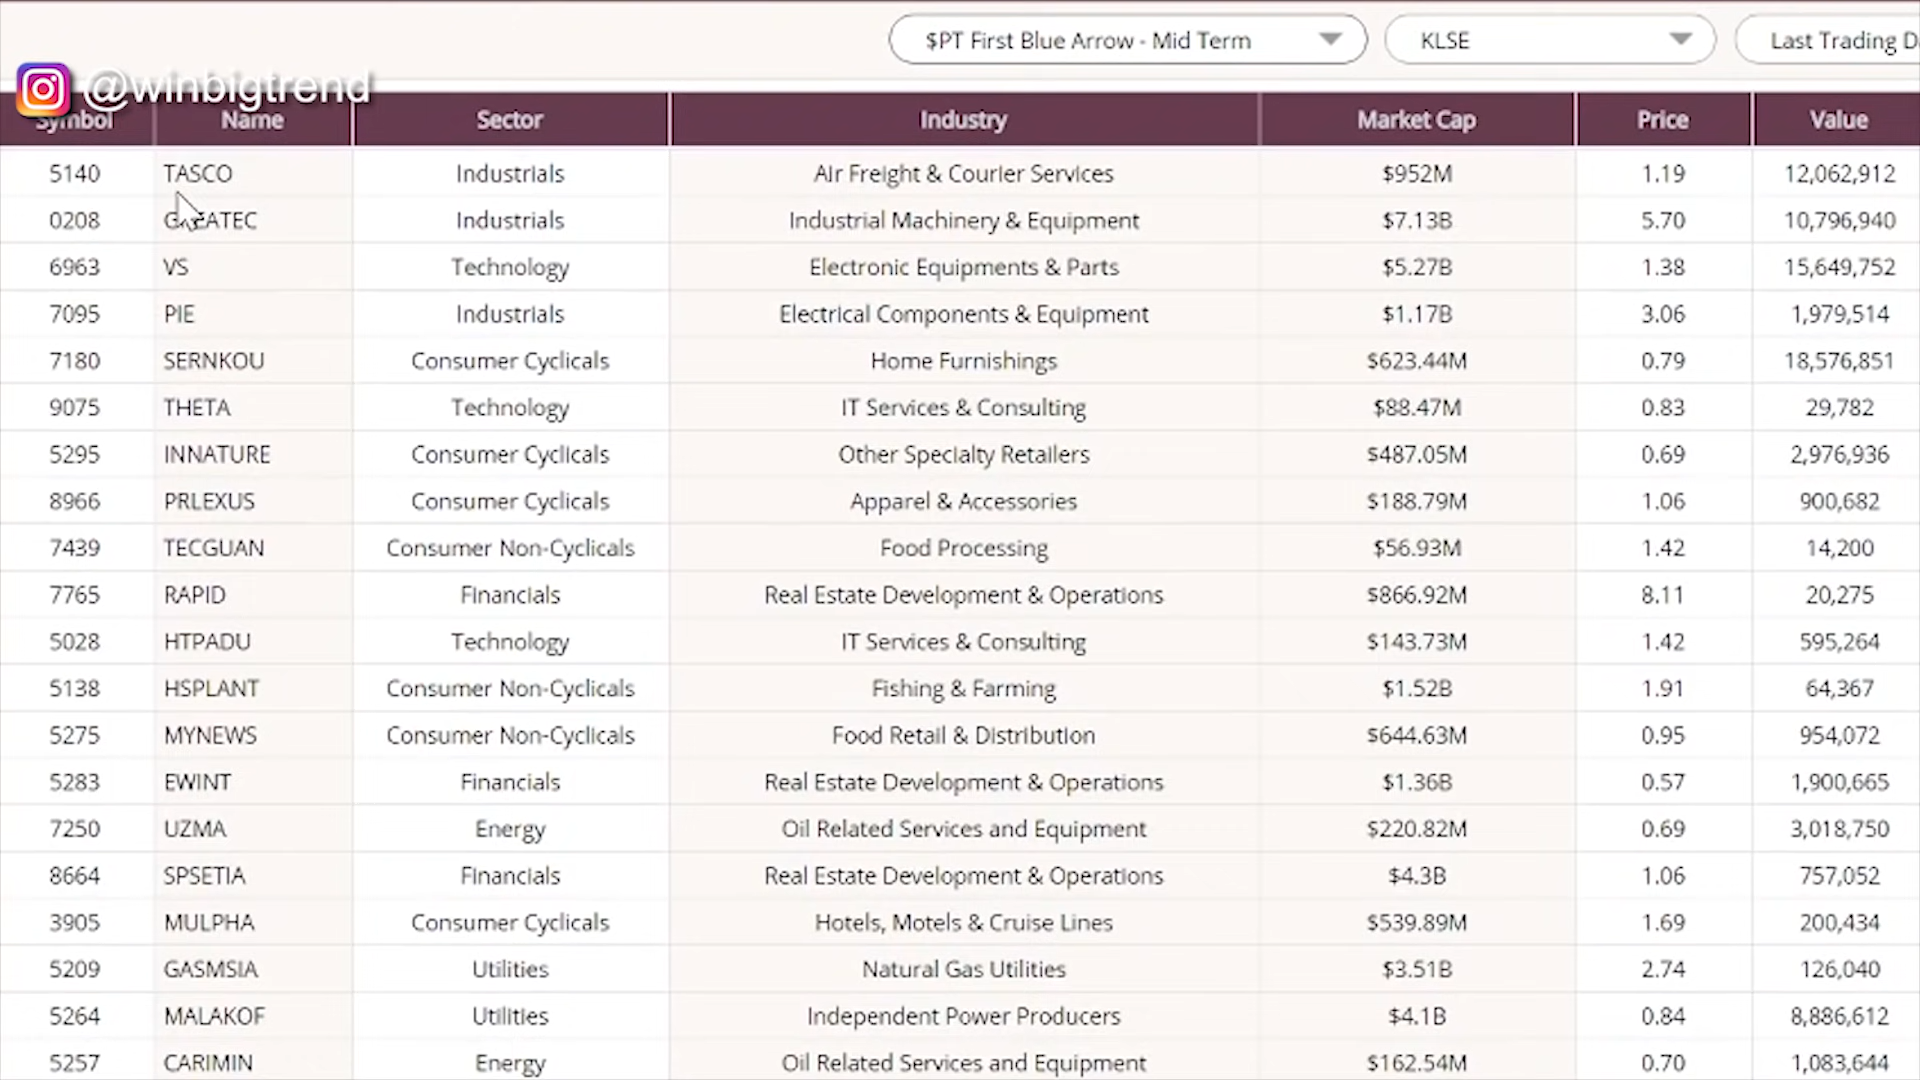 $PT First Blue Arrow - Mid Term KLSE Last Trading D
@winbigtrend
Symbol Name Sector Industry Market Cap Price Value
5140 TASCO Industrials Air Freight & Courier Services $952M 1.19 12,062,912
0208 GREATEC Industrials Industrial Machinery & Equipment $7.13B 5.70 10,796,940
6963 VS Technology Electronic Equipments & Parts $5.27B 1.38 15,649,752
7095 PIE Industrials Electrical Components & Equipment $1.17B 3.06 1,979,514
7180 SERNKOU Consumer Cyclicals Home Furnishings $623.44M 0.79 18,576,851
9075 THETA Technology IT Services & Consulting $88.47M 0.83 29,782
5295 INNATURE Consumer Cyclicals Other Specialty Retailers $487.05M 0.69 2,976,936
8966 PRLEXUS Consumer Cyclicals Apparel & Accessories $188.79M 1.06 900,682
7439 TECGUAN Consumer Non-Cyclicals Food Processing $56.93M 1.42 14,200
7765 RAPID Financials Real Estate Development & Operations $866.92M 8.11 20,275
5028 HTPADU Technology IT Services & Consulting $143.73M 1.42 595,264
5138 HSPLANT Consumer Non-Cyclicals Fishing & Farming $1.52B 1.91 64,367
5275 MYNEWS Consumer Non-Cyclicals Food Retail & Distribution $644.63M 0.95 954,072
5283 EWINT Financials Real Estate Development & Operations $1.36B 0.57 1,900,665
7250 UZMA Energy Oil Related Services and Equipment $220.82M 0.69 3,018,750
8664 SPSETIA Financials Real Estate Development & Operations $4.3B 1.06 757,052
3905 MULPHA Consumer Cyclicals Hotels, Motels & Cruise Lines $539.89M 1.69 200,434
5209 GASMSIA Utilities Natural Gas Utilities $3.51B 2.74 126,040
5264 MALAKOF Utilities Independent Power Producers $4.1B 0.84 8,886,612
5257 CARIMIN Energy Oil Related Services and Equipment $162.54M 0.70 1,083,644